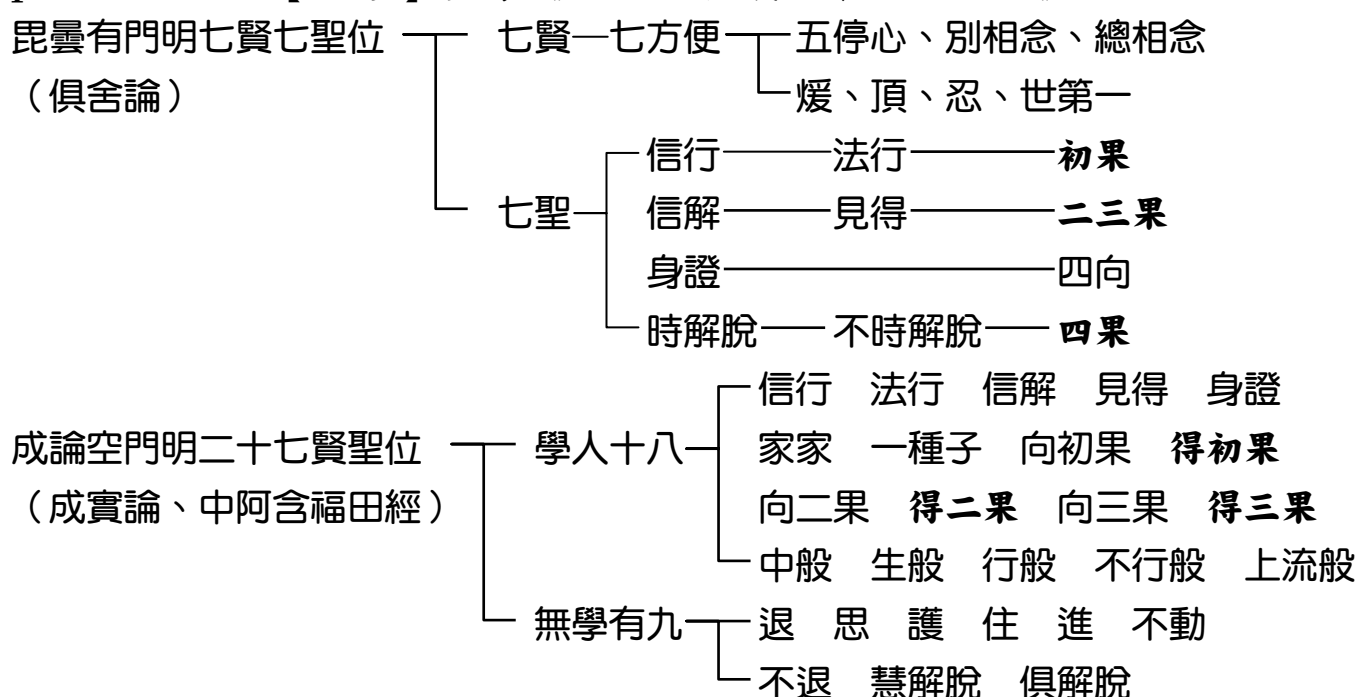 毘曇有門明七賢七聖位 七賢 七方便 五停心、別相念、總相念
（俱舍論） 煖、頂、忍、世第一
信行 法行 初果
七聖 信解 見得 二三果
身證 四向
時解脫 不時解脫 四果
信行 法行 信解 見得 身證
成論空門明二十七賢聖位 學人十八 家家 一種子 向初果 得初果
（成實論、中阿含福田經） 向二果 得二果 向三果 得三果
中般 生般 行般 不行般 上流般
無學有九 退 思 護 住 進 不動
不退 慧解脫 俱解脫